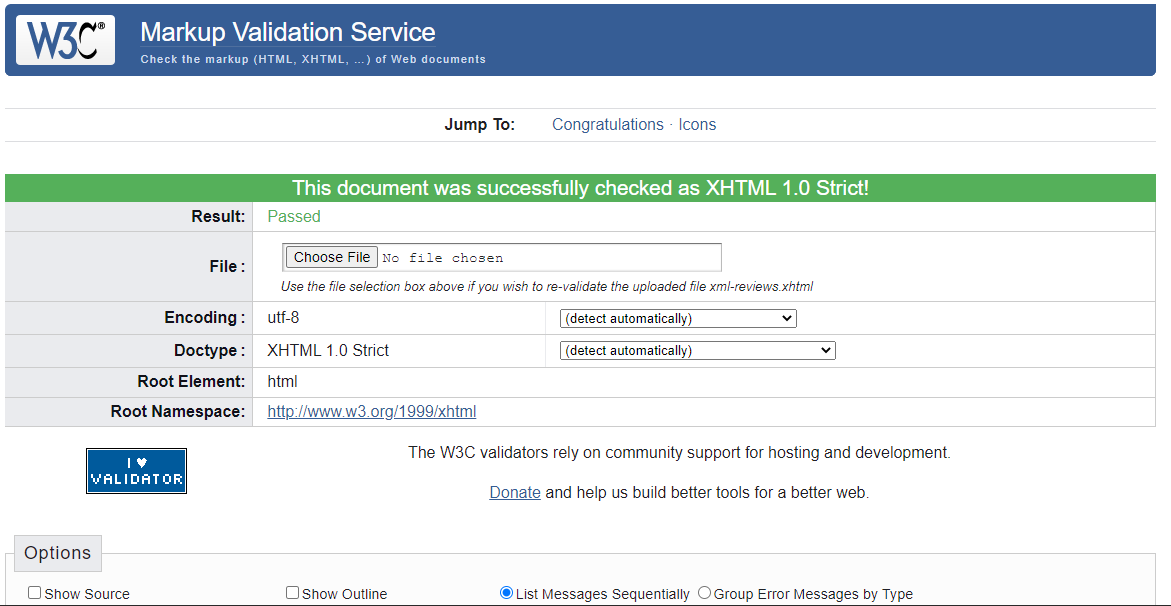 W3C® Markup Validation Service
Check the markup (HTML, XHTML, …) of Web documents
Jump To: Congratulations · Icons
This document was successfully checked as XHTML 1.0 Strict!
Result: Passed
File : Choose File No file chosen
Use the file selection box above if you wish to re-validate the uploaded file xml-reviews.xhtml
Encoding : utf-8 (detect automatically)
Doctype : XHTML 1.0 Strict (detect automatically)
Root Element: html
Root Namespace: http://www.w3.org/1999/xhtml
The W3C validators rely on community support for hosting and development.
I ♥
VALIDATOR
Donate and help us build better tools for a better web.
Options
Show Source Show Outline List Messages Sequentially Group Error Messages by Type